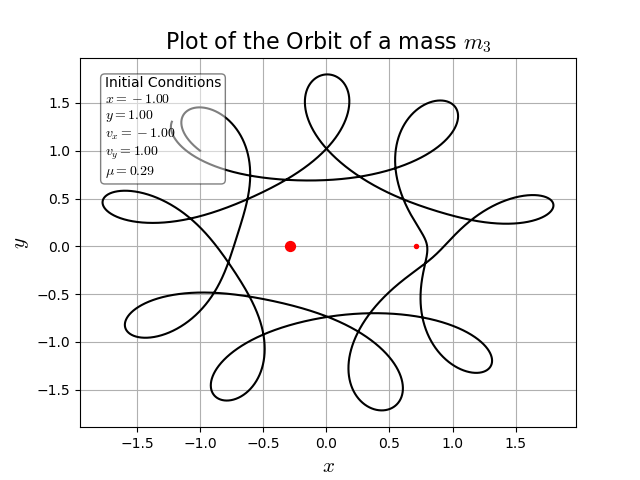 Plot of the Orbit of a mass m₃
Initial Conditions
x = −1.00
y = 1.00
vₓ = −1.00
v_y = 1.00
μ = 0.29
y
1.5
1.0
0.5
0.0
−0.5
−1.0
−1.5
−1.5 −1.0 −0.5 0.0 0.5 1.0 1.5
x